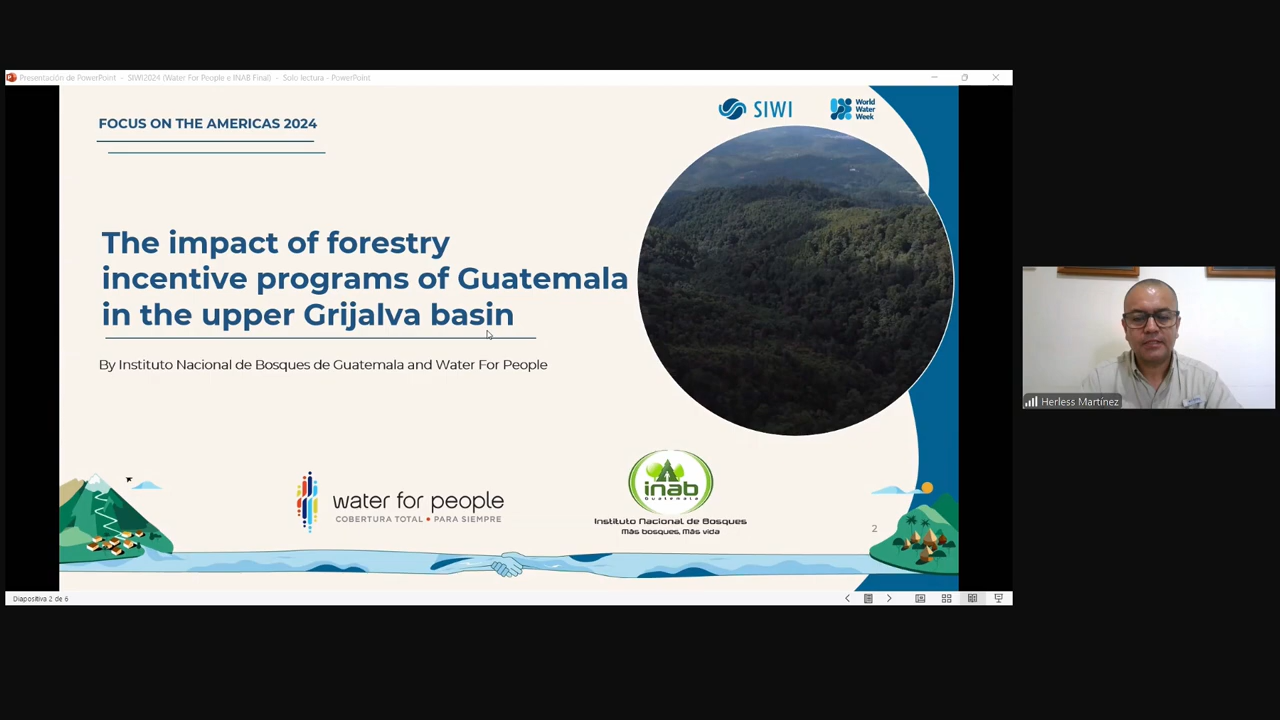 Presentación de PowerPoint - SIWI2024 (Water For People e INAB Final) - Solo lectura - PowerPoint
FOCUS ON THE AMERICAS 2024
SIWI
World
Water
Week
The impact of forestry
incentive programs of Guatemala
in the upper Grijalva basin
By Instituto Nacional de Bosques de Guatemala and Water For People
water for people
COBERTURA TOTAL • PARA SIEMPRE
inab
Guatemala
Instituto Nacional de Bosques
Más bosques, Más vida
2
Diapositiva 2 de 6
Herless Martínez